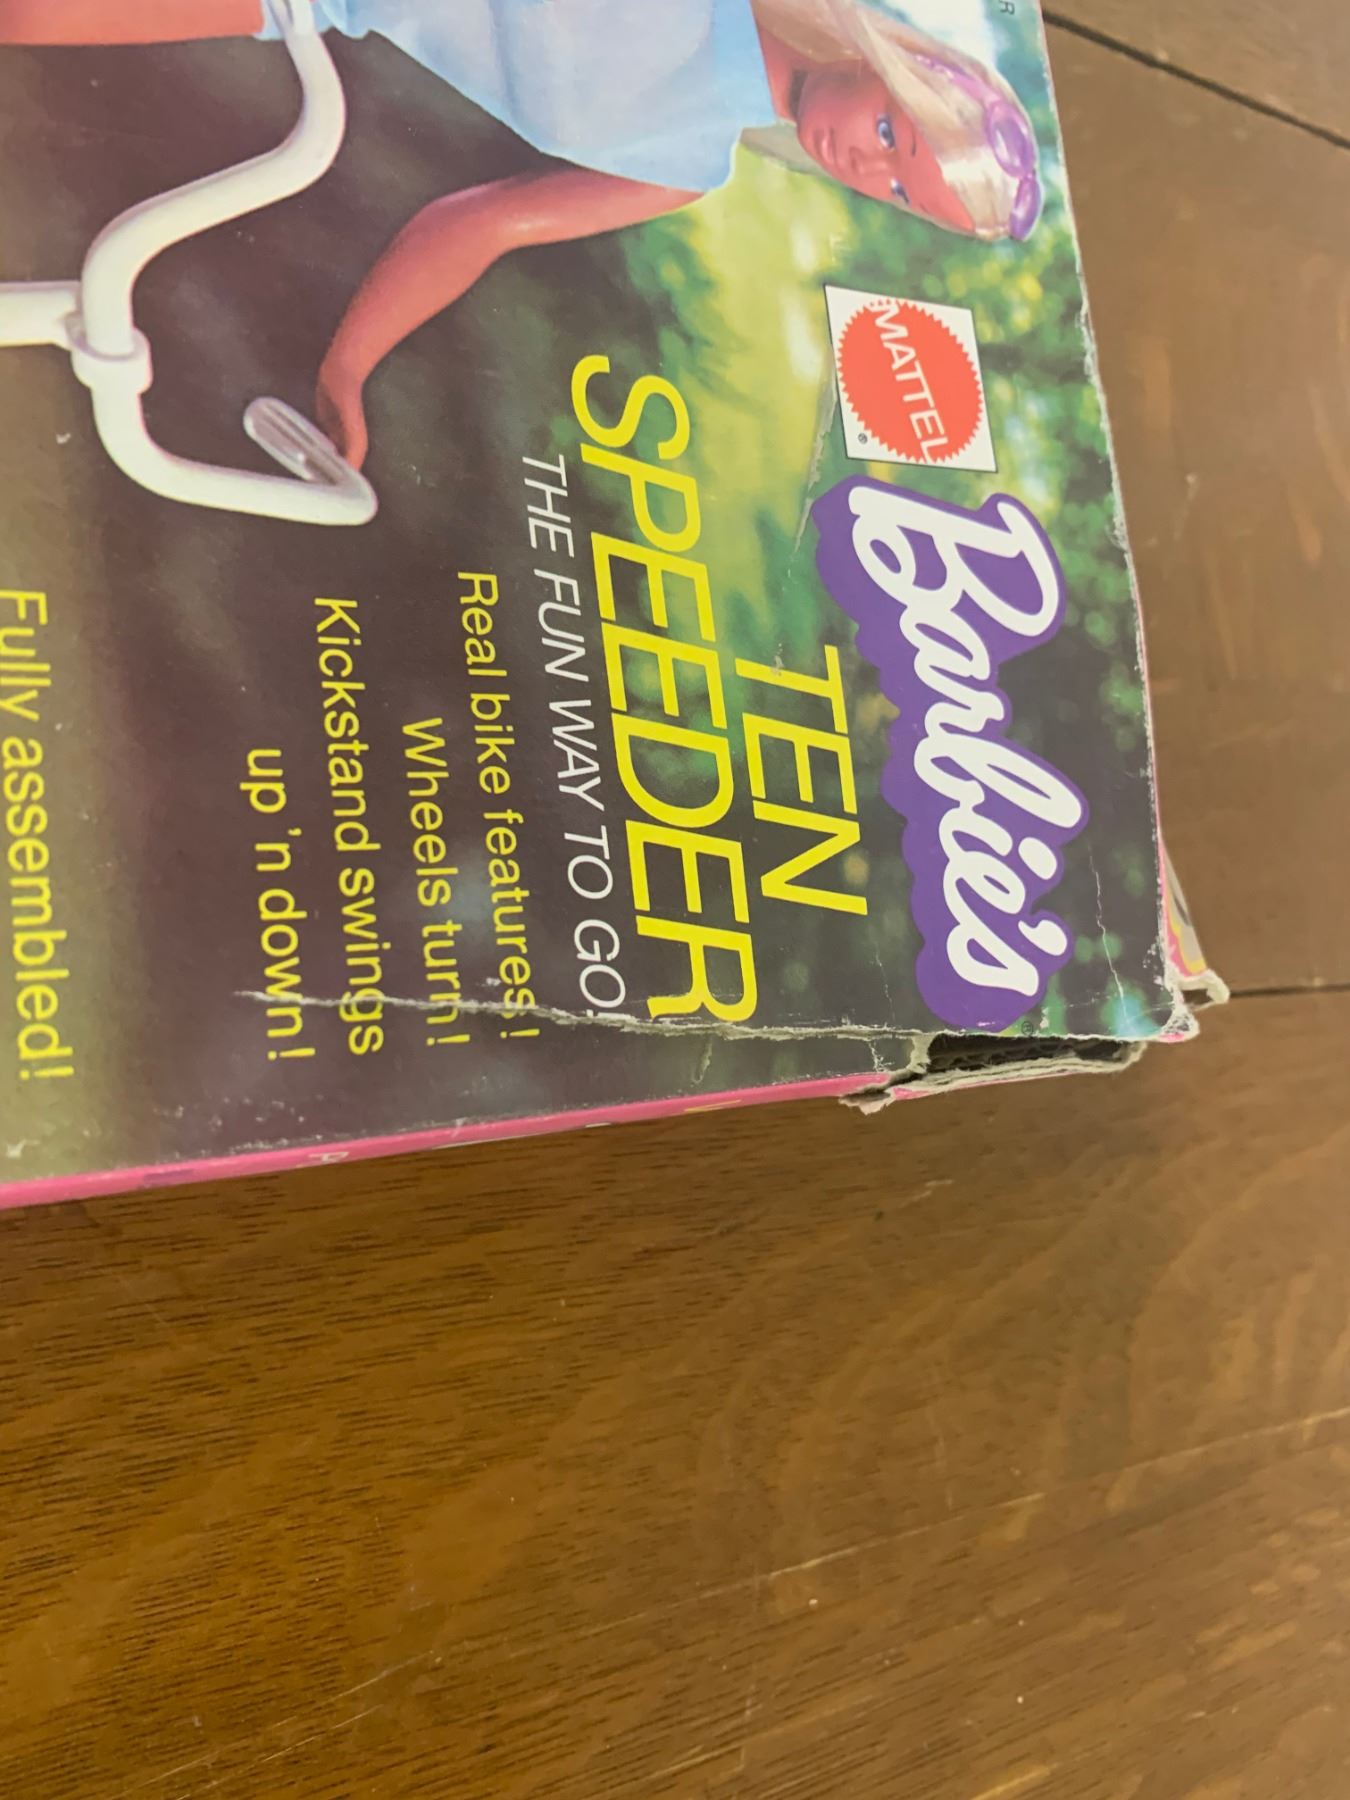 MATTEL®
Barbie's®
TEN
SPEEDER
THE FUN WAY TO GO!
Real bike features!
Wheels turn!
Kickstand swings
up 'n down!
Fully assembled!